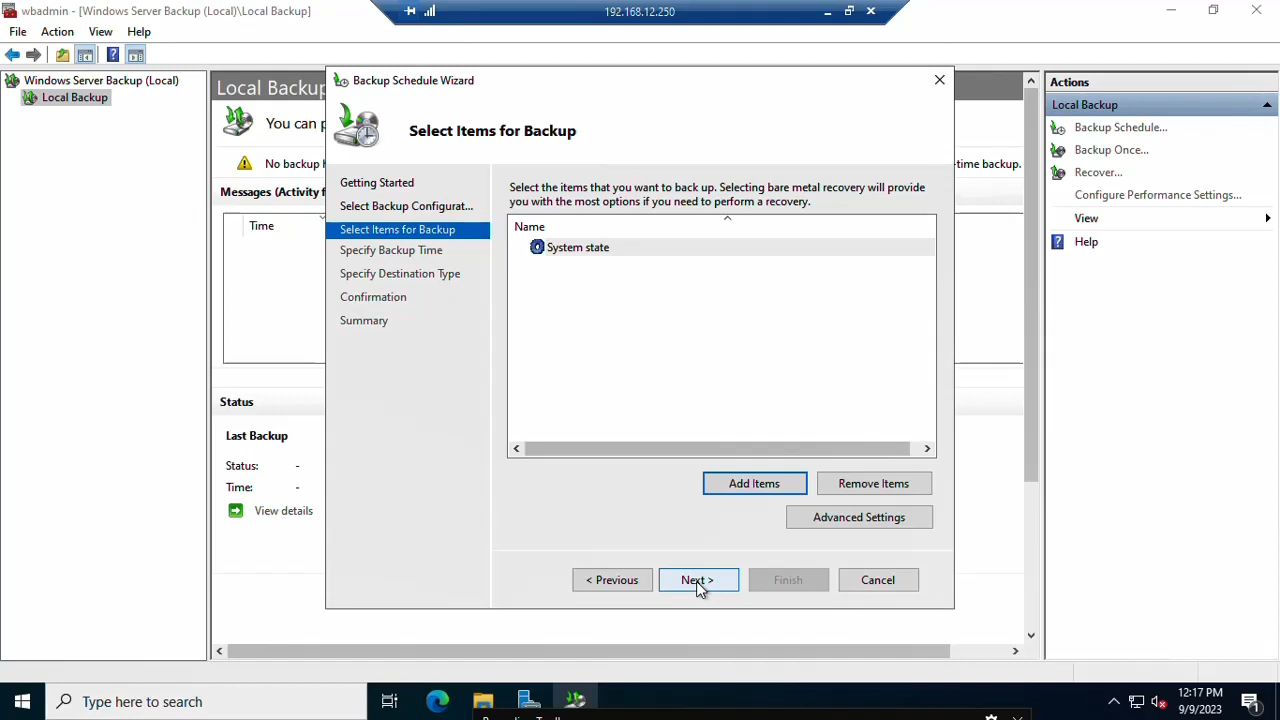 wbadmin - [Windows Server Backup (Local)\Local Backup]
192.168.12.250
File Action View Help
Windows Server Backup (Local)
Local Backup
Local Backup
You can p
No backup
-time backup.
Messages (Activity f
Time
Status
Last Backup
Status: -
Time: -
View details
Backup Schedule Wizard
Select Items for Backup
Getting Started
Select Backup Configurat...
Select Items for Backup
Specify Backup Time
Specify Destination Type
Confirmation
Summary
Select the items that you want to back up. Selecting bare metal recovery will provide
you with the most options if you need to perform a recovery.
Name
System state
Add Items
Remove Items
Advanced Settings
< Previous
Next >
Finish
Cancel
Actions
Local Backup
Backup Schedule...
Backup Once...
Recover...
Configure Performance Settings...
View
Help
Type here to search
12:17 PM
9/9/2023
1